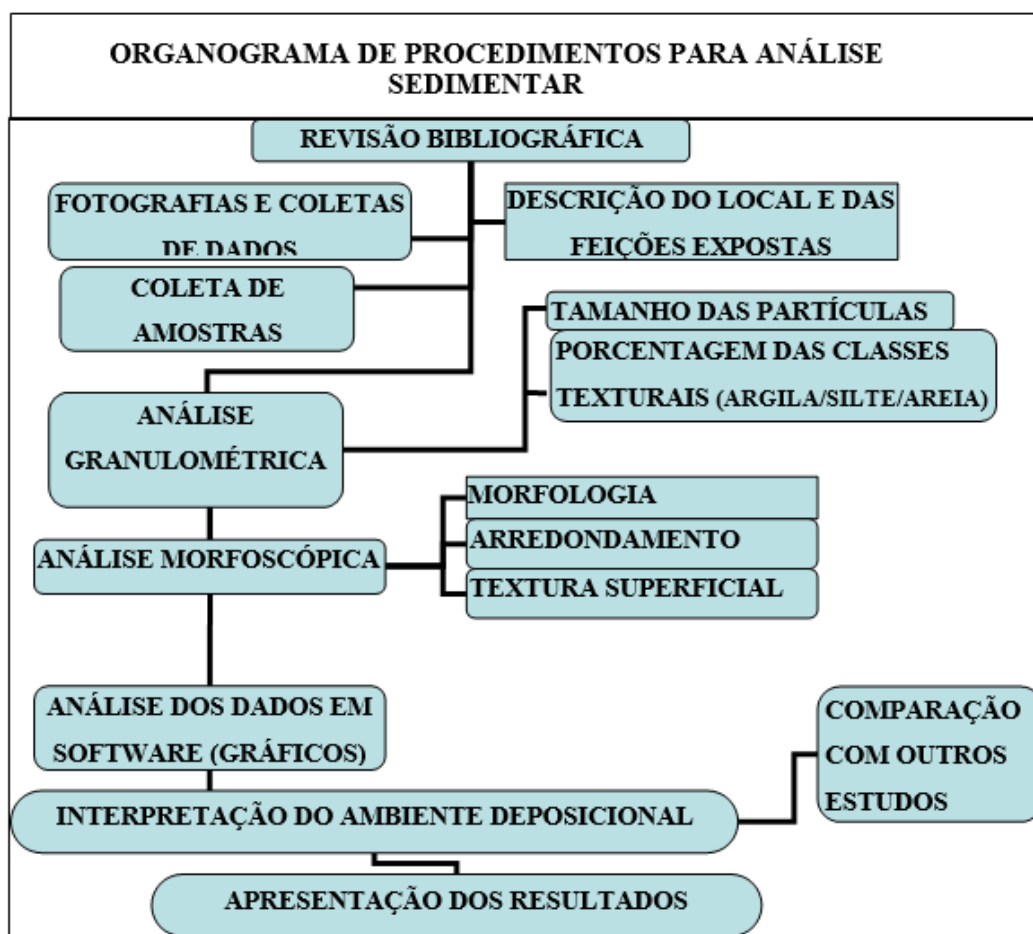 ORGANOGRAMA DE PROCEDIMENTOS PARA ANÁLISE
SEDIMENTAR
REVISÃO BIBLIOGRÁFICA
FOTOGRAFIAS E COLETAS
DE DADOS
DESCRIÇÃO DO LOCAL E DAS
FEIÇÕES EXPOSTAS
COLETA DE
AMOSTRAS
TAMANHO DAS PARTÍCULAS
PORCENTAGEM DAS CLASSES
TEXTURAIS (ARGILA/SILTE/AREIA)
ANÁLISE
GRANULOMÉTRICA
MORFOLOGIA
ARREDONDAMENTO
TEXTURA SUPERFICIAL
ANÁLISE MORFOSCÓPICA
ANÁLISE DOS DADOS EM
SOFTWARE (GRÁFICOS)
COMPARAÇÃO
COM OUTROS
ESTUDOS
INTERPRETAÇÃO DO AMBIENTE DEPOSICIONAL
APRESENTAÇÃO DOS RESULTADOS